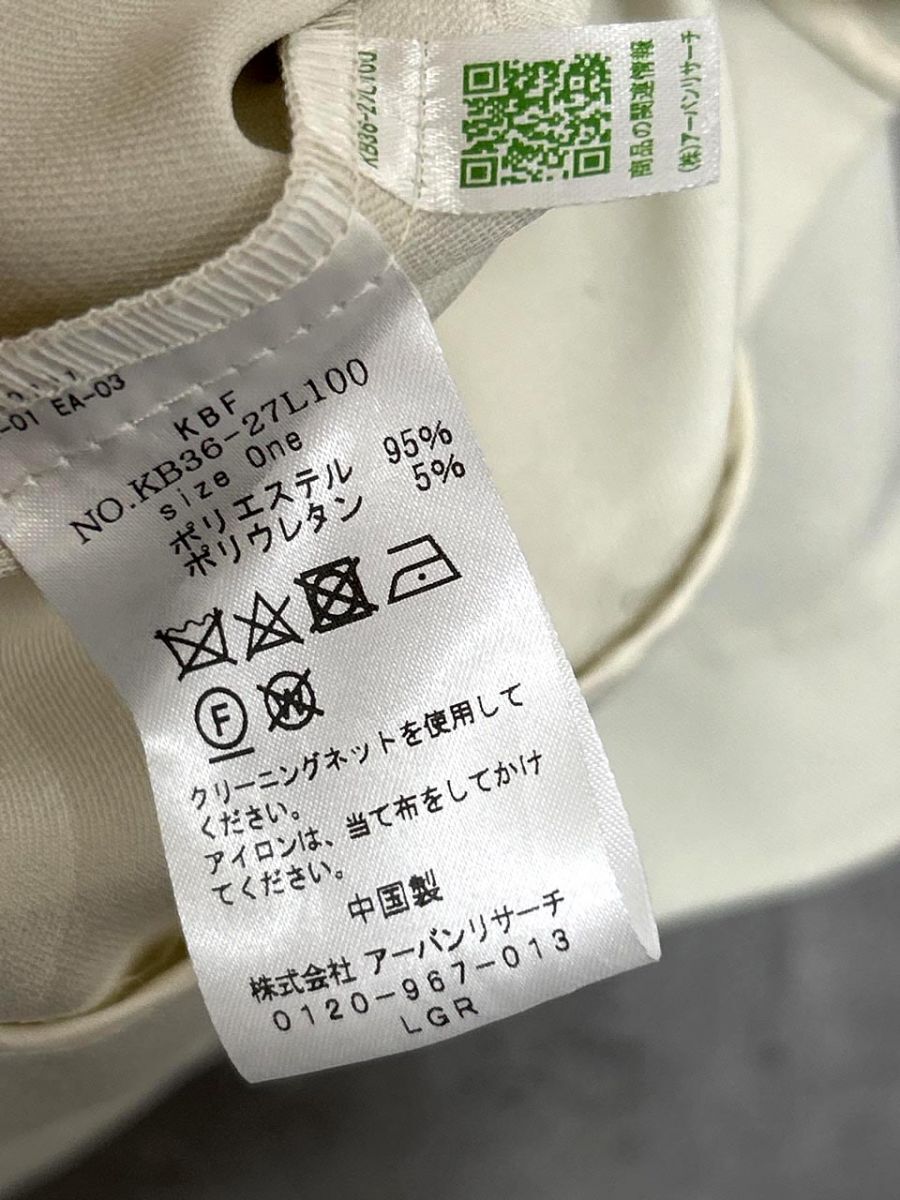 KB36-27L100
商品の関連情報
(株)アーバンリサーチ
-01 EA-03
KBF
NO.KB36-27L100
size One
ポリエステル 95%
ポリウレタン 5%
F W
クリーニングネットを使用して
ください。
アイロンは、当て布をしてかけ
てください。
中国製
株式会社 アーバンリサーチ
0120-967-013
LGR